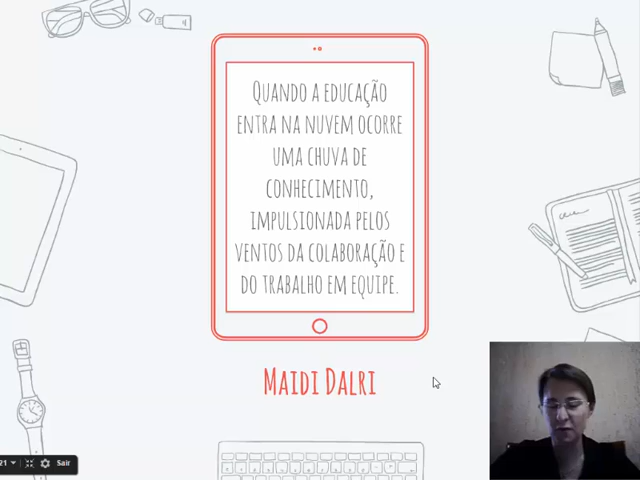 Quando a educação
entra na nuvem ocorre
uma chuva de
conhecimento,
impulsionada pelos
ventos da colaboração e
do trabalho em equipe.
Maidi Dalri
21
Sair